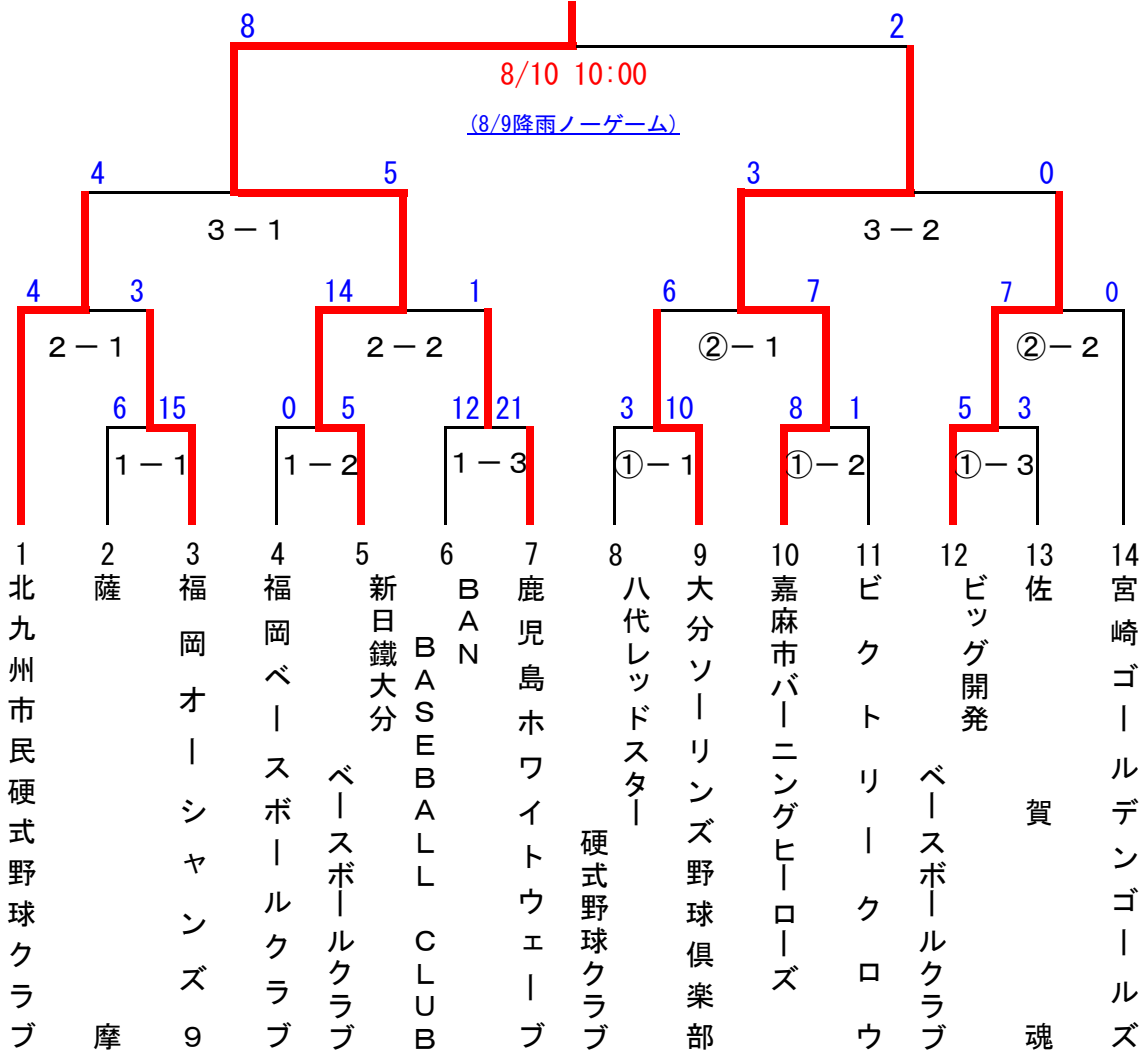 8 2
8/10 10:00
(8/9降雨ノーゲーム)
4 5 3 0
3－1 3－2
4 3 14 1 6 7 7 0
2－1 2－2 ②－1 ②－2
6 15 0 5 12 21 3 10 8 1 5 3
1－1 1－2 1－3 ①－1 ①－2 ①－3
1 2 3 4 5 6 7 8 9 10 11 12 13 14
北九州市民硬式野球クラブ
薩摩
福岡オーシャンズ９
福岡ベースボールクラブ
新日鐵大分
ベースボールクラブ
ＢＡＮ
ＢＡＳＥＢＡＬＬ ＣＬＵＢ
鹿児島ホワイトウェーブ
八代レッドスター
硬式野球クラブ
大分ソーリンズ野球倶楽部
嘉麻市バーニングヒーローズ
ビクトリークロウ
ビッグ開発
ベースボールクラブ
佐賀魂
宮崎ゴールデンゴールズ